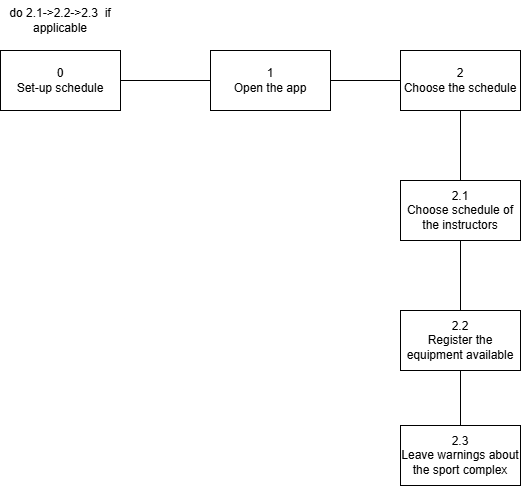 do 2.1->2.2->2.3 if
applicable
0
Set-up schedule
1
Open the app
2
Choose the schedule
2.1
Choose schedule of
the instructors
2.2
Register the
equipment available
2.3
Leave warnings about
the sport complex